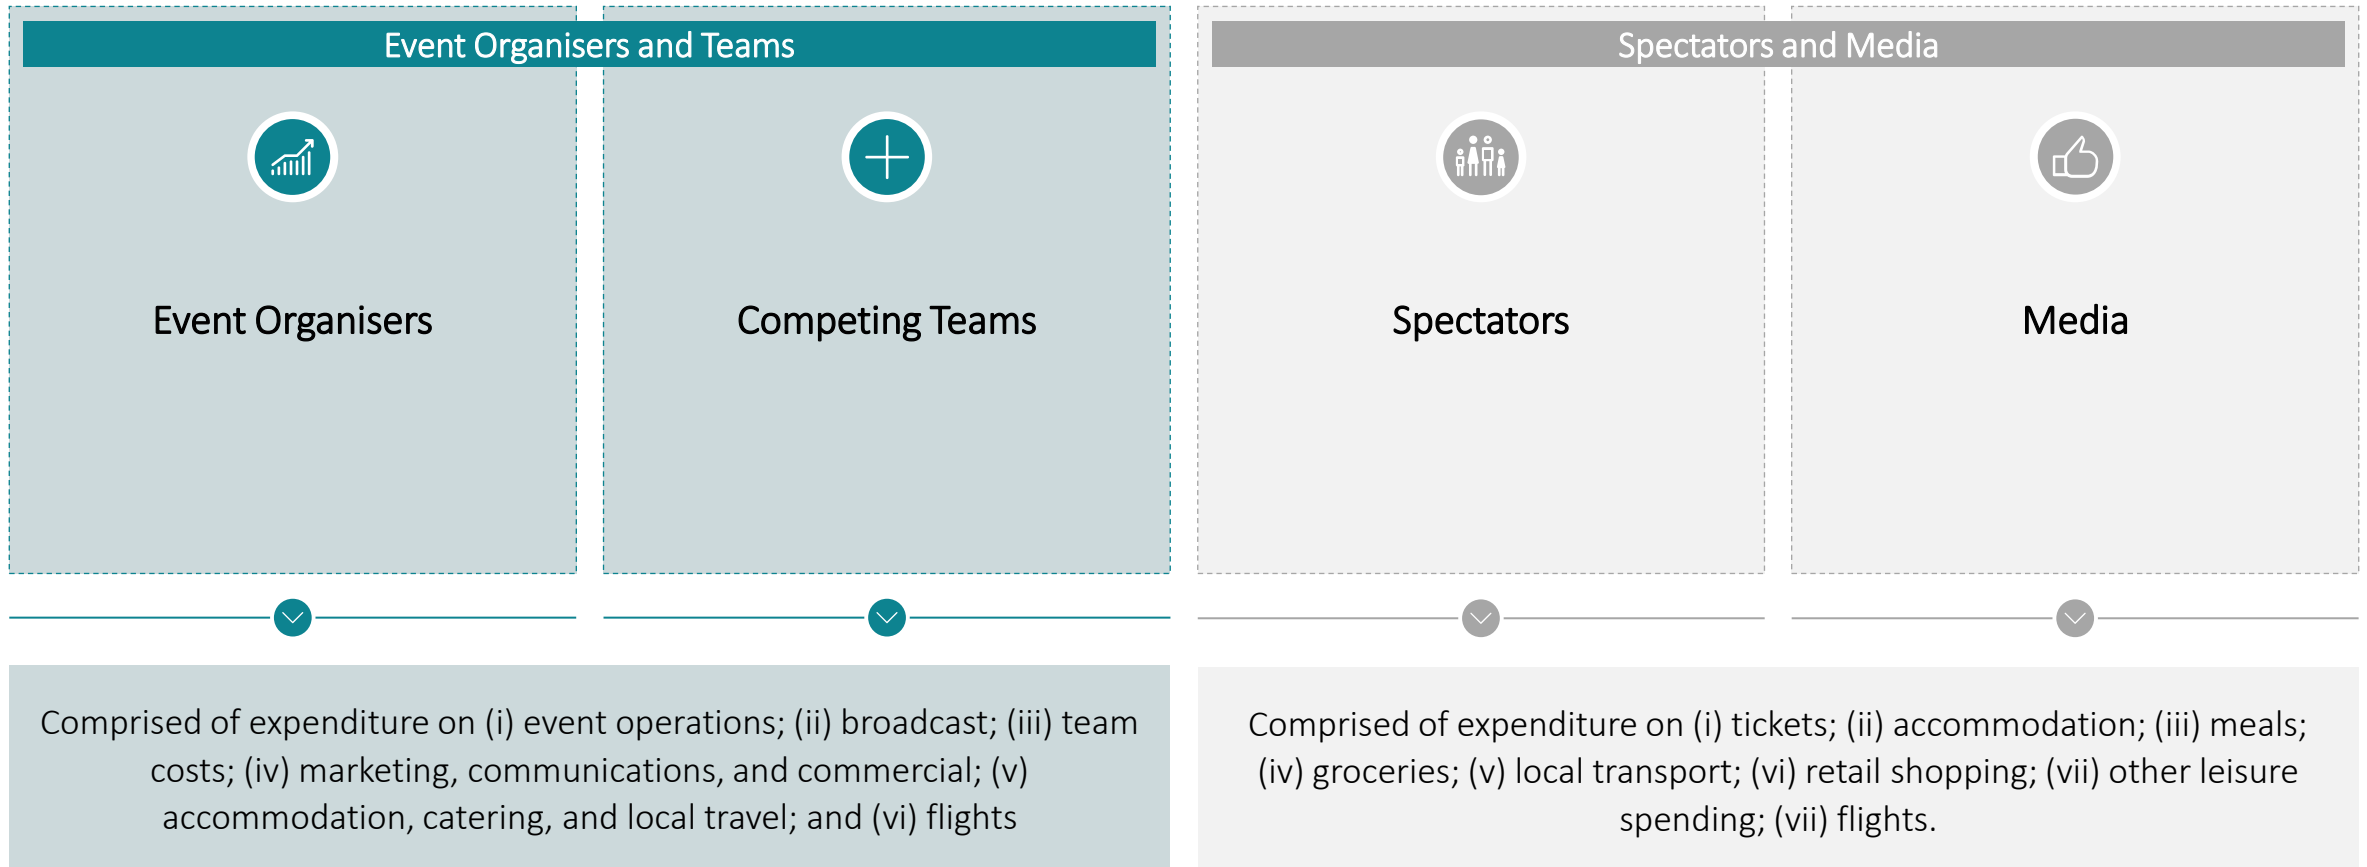 Event Organisers and Teams
Spectators and Media
Event Organisers
Competing Teams
Spectators
Media
Comprised of expenditure on (i) event operations; (ii) broadcast; (iii) team
costs; (iv) marketing, communications, and commercial; (v)
accommodation, catering, and local travel; and (vi) flights
Comprised of expenditure on (i) tickets; (ii) accommodation; (iii) meals;
(iv) groceries; (v) local transport; (vi) retail shopping; (vii) other leisure
spending; (vii) flights.